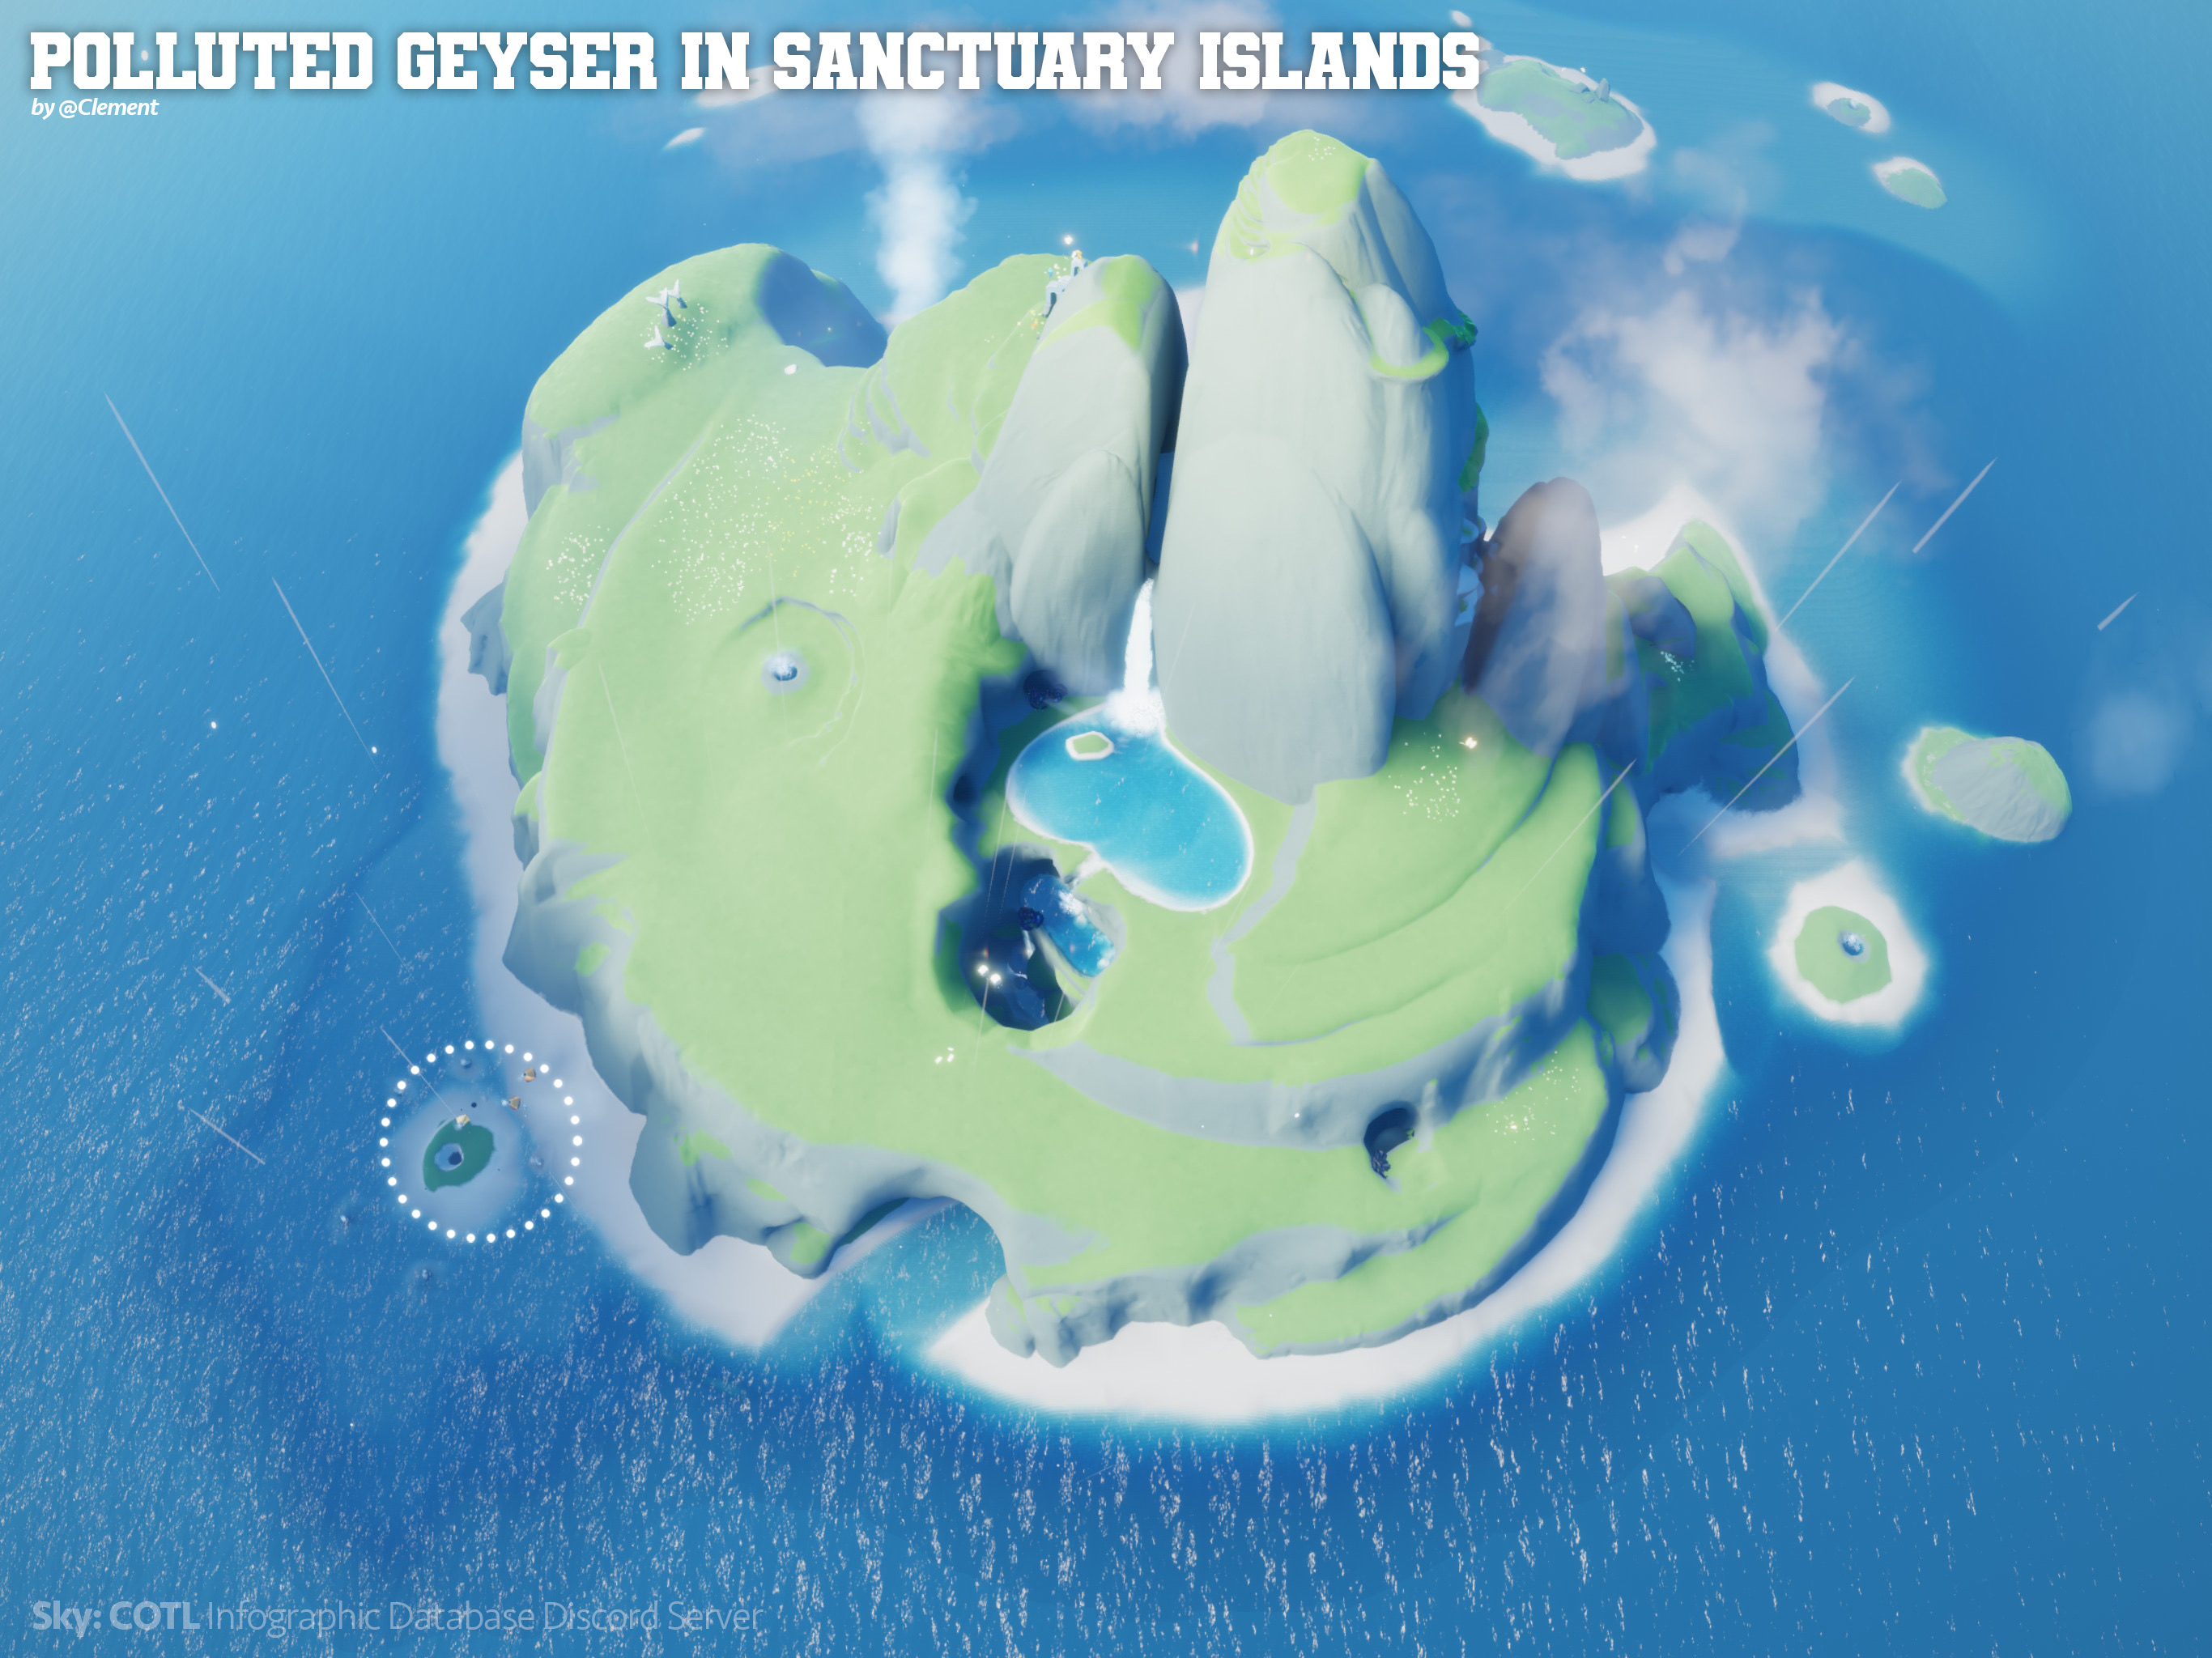 POLLUTED GEYSER IN SANCTUARY ISLANDS
by @Clement
Sky: COTL Infographic Database Discord Server